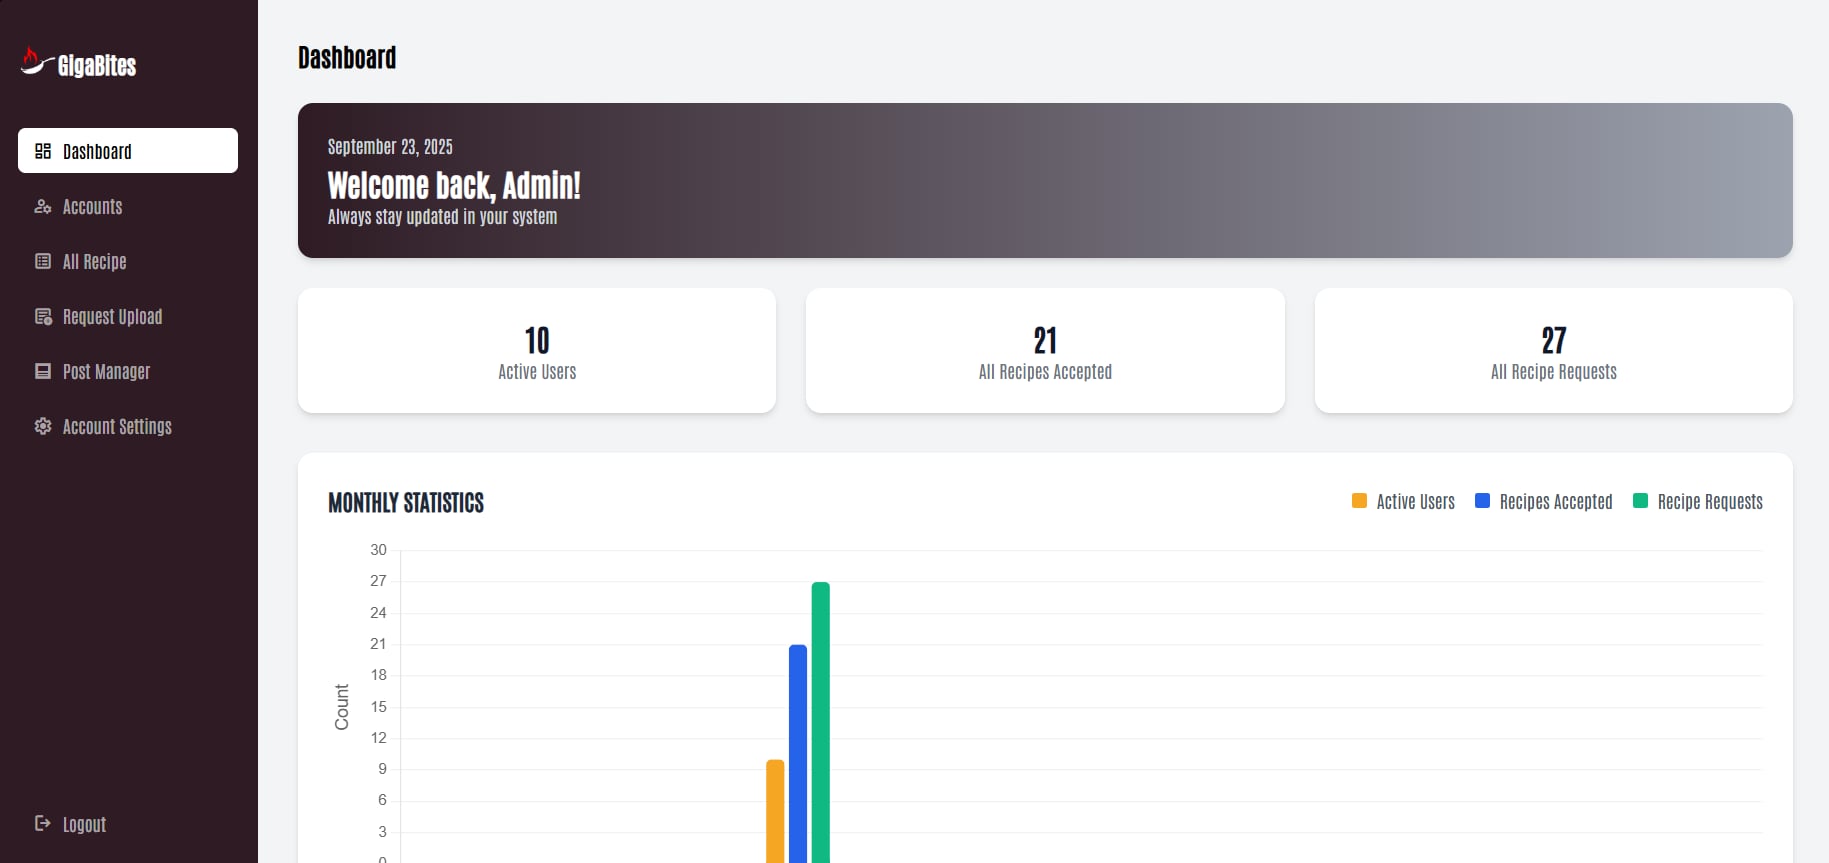 GigaBites
Dashboard
Accounts
All Recipe
Request Upload
Post Manager
Account Settings
Logout
Dashboard
September 23, 2025
Welcome back, Admin!
Always stay updated in your system
10
Active Users
21
All Recipes Accepted
27
All Recipe Requests
MONTHLY STATISTICS
Active Users
Recipes Accepted
Recipe Requests
Count
30
27
24
21
18
15
12
9
6
3
0